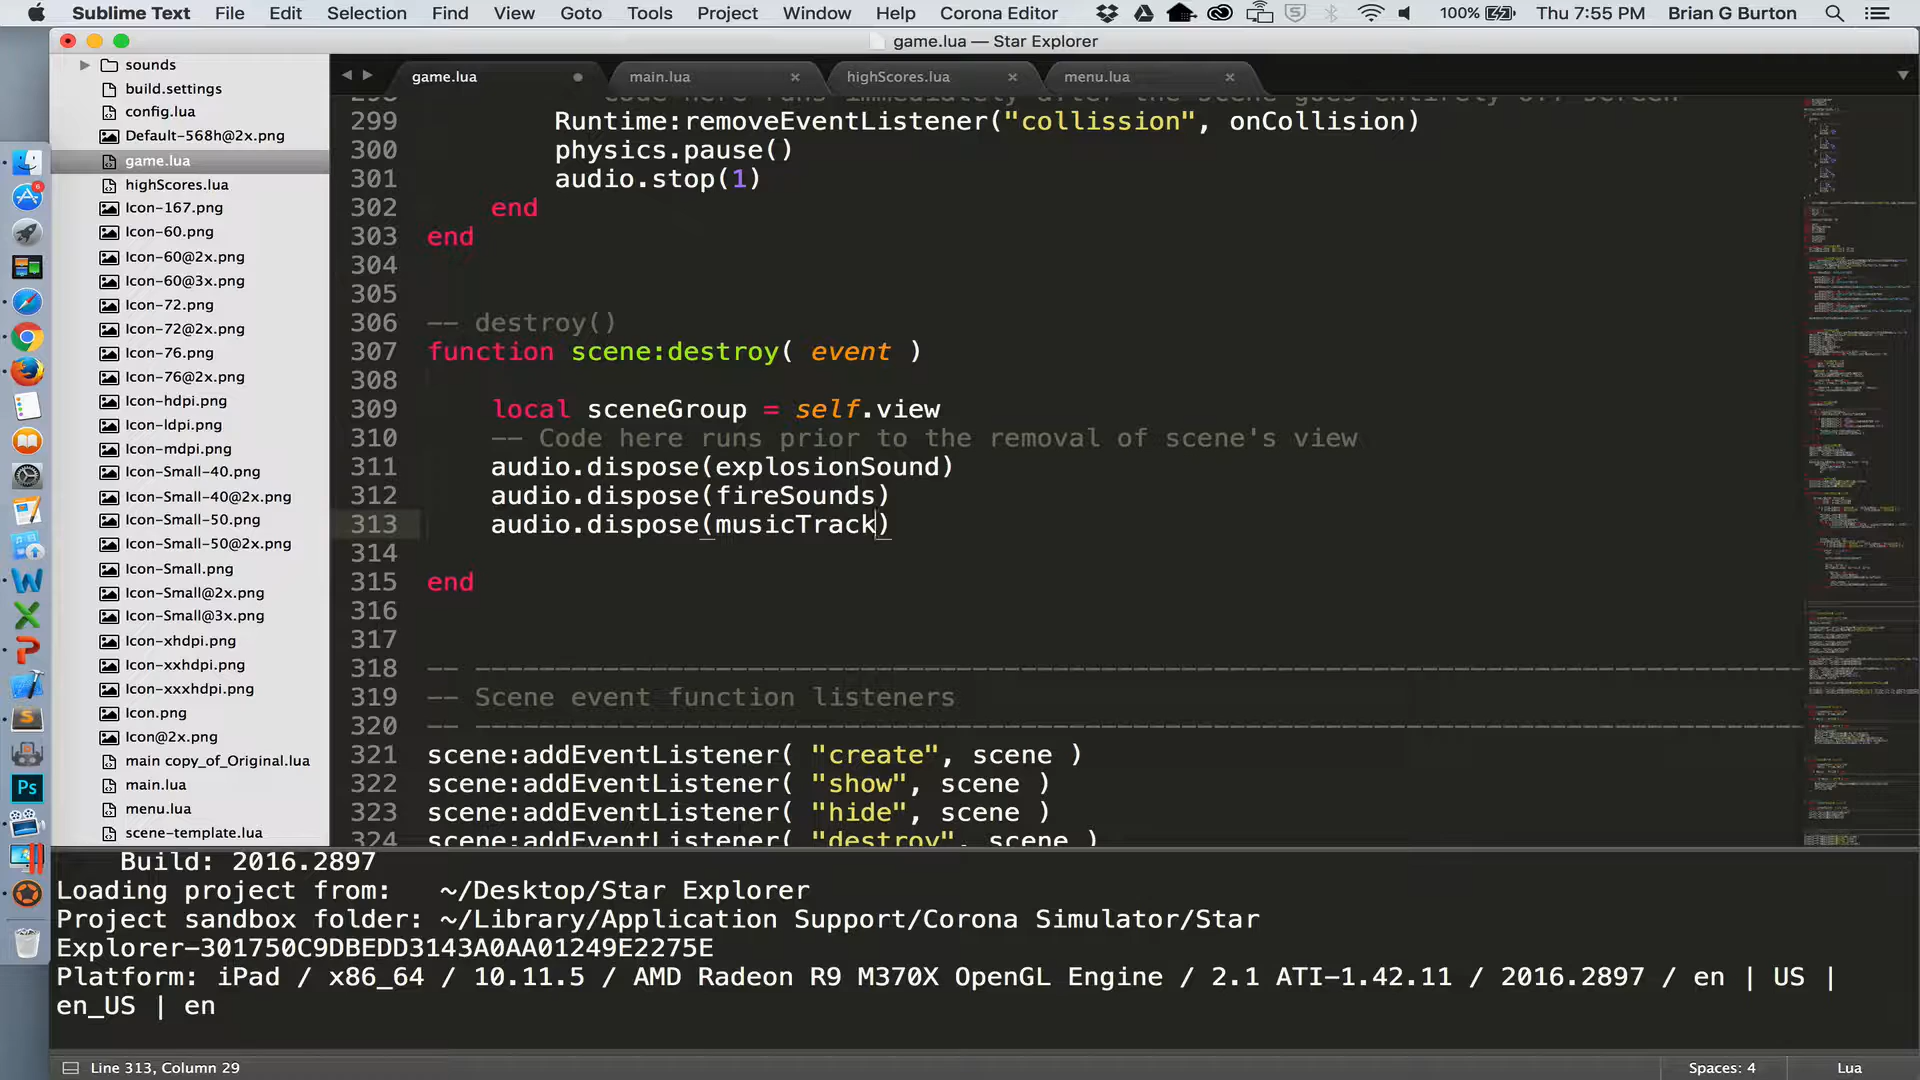 Sublime Text File Edit Selection Find View Goto Tools Project Window Help Corona Editor 100% Thu 7:55 PM Brian G Burton
game.lua — Star Explorer
sounds
build.settings
config.lua
Default-568h@2x.png
game.lua
highScores.lua
Icon-167.png
Icon-60.png
Icon-60@2x.png
Icon-60@3x.png
Icon-72.png
Icon-72@2x.png
Icon-76.png
Icon-76@2x.png
Icon-hdpi.png
Icon-ldpi.png
Icon-mdpi.png
Icon-Small-40.png
Icon-Small-40@2x.png
Icon-Small-50.png
Icon-Small-50@2x.png
Icon-Small.png
Icon-Small@2x.png
Icon-Small@3x.png
Icon-xhdpi.png
Icon-xxhdpi.png
Icon-xxxhdpi.png
Icon.png
Icon@2x.png
main copy_of_Original.lua
main.lua
menu.lua
scene-template.lua
game.lua main.lua highScores.lua menu.lua
298 -- Code here runs immediately after the scene goes entirely off screen
299 Runtime:removeEventListener("collission", onCollision)
300 physics.pause()
301 audio.stop(1)
302 end
303 end
304
305
306 -- destroy()
307 function scene:destroy( event )
308
309 local sceneGroup = self.view
310 -- Code here runs prior to the removal of scene's view
311 audio.dispose(explosionSound)
312 audio.dispose(fireSounds)
313 audio.dispose(musicTrack)
314
315 end
316
317
318 -- -----------------------------------------------------------------------------------
319 -- Scene event function listeners
320 -- -----------------------------------------------------------------------------------
321 scene:addEventListener( "create", scene )
322 scene:addEventListener( "show", scene )
323 scene:addEventListener( "hide", scene )
324 scene:addEventListener( "destroy", scene )
Build: 2016.2897
Loading project from: ~/Desktop/Star Explorer
Project sandbox folder: ~/Library/Application Support/Corona Simulator/Star
Explorer-301750C9DBEDD3143A0AA01249E2275E
Platform: iPad / x86_64 / 10.11.5 / AMD Radeon R9 M370X OpenGL Engine / 2.1 ATI-1.42.11 / 2016.2897 / en | US |
en_US | en
Line 313, Column 29 Spaces: 4 Lua